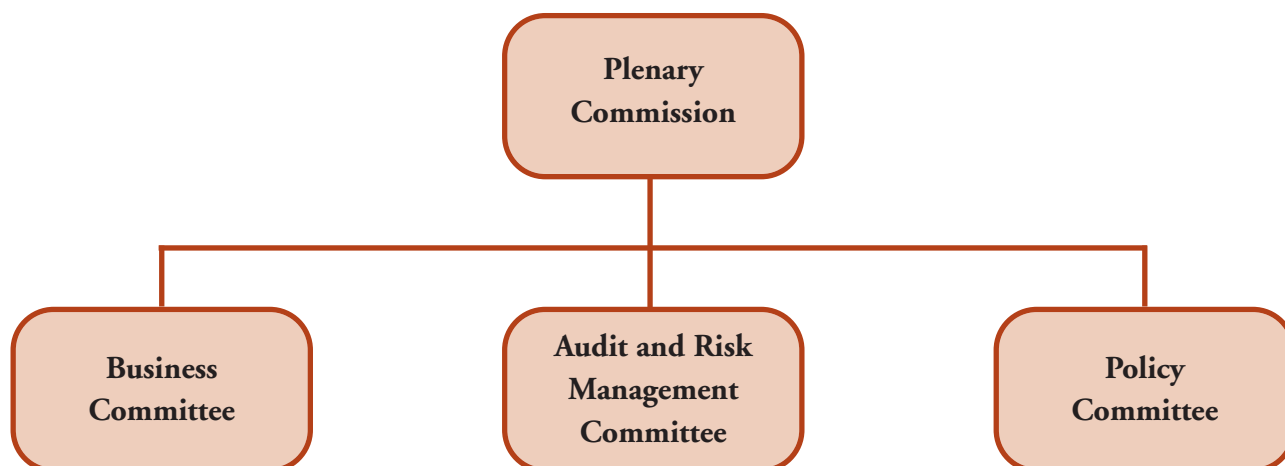 Plenary
Commission
Business
Committee
Audit and Risk
Management
Committee
Policy
Committee